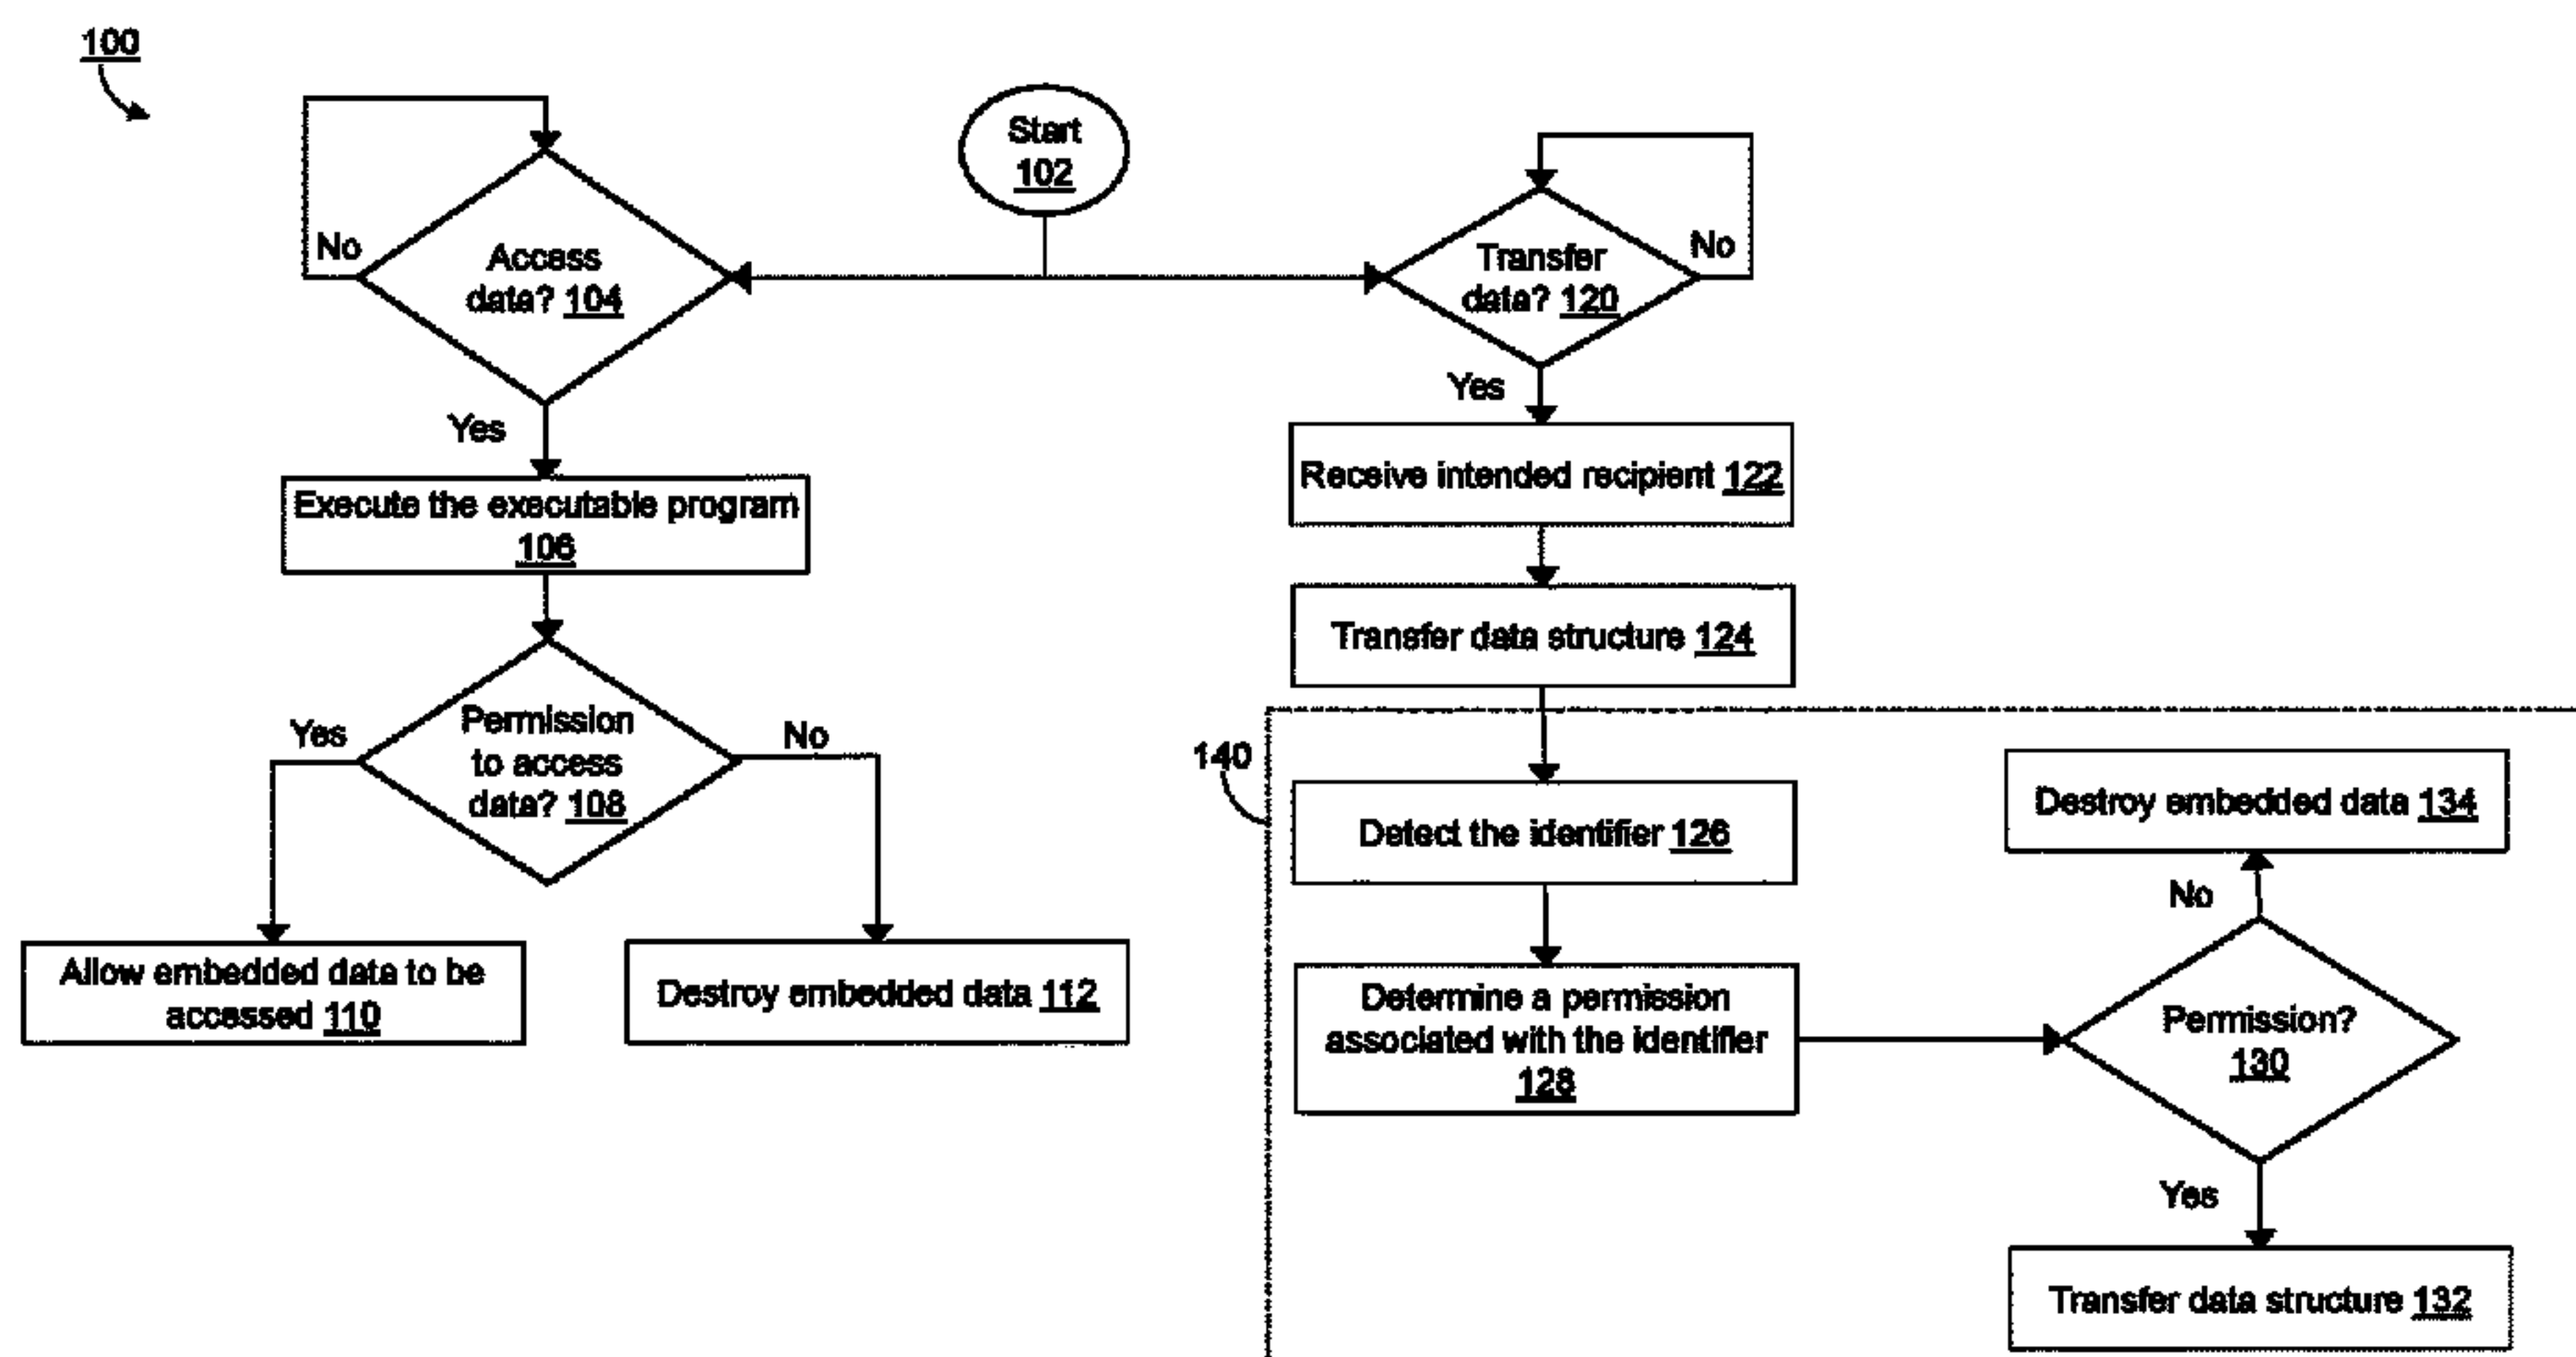 100
Start
102
Access
data? 104
No
Yes
Execute the executable program
106
Permission
to access
data? 108
Yes
No
Allow embedded data to be
accessed 110
Destroy embedded data 112
Transfer
data? 120
No
Yes
Receive intended recipient 122
Transfer data structure 124
140
Detect the identifier 126
Determine a permission
associated with the identifier
128
Permission?
130
No
Destroy embedded data 134
Yes
Transfer data structure 132